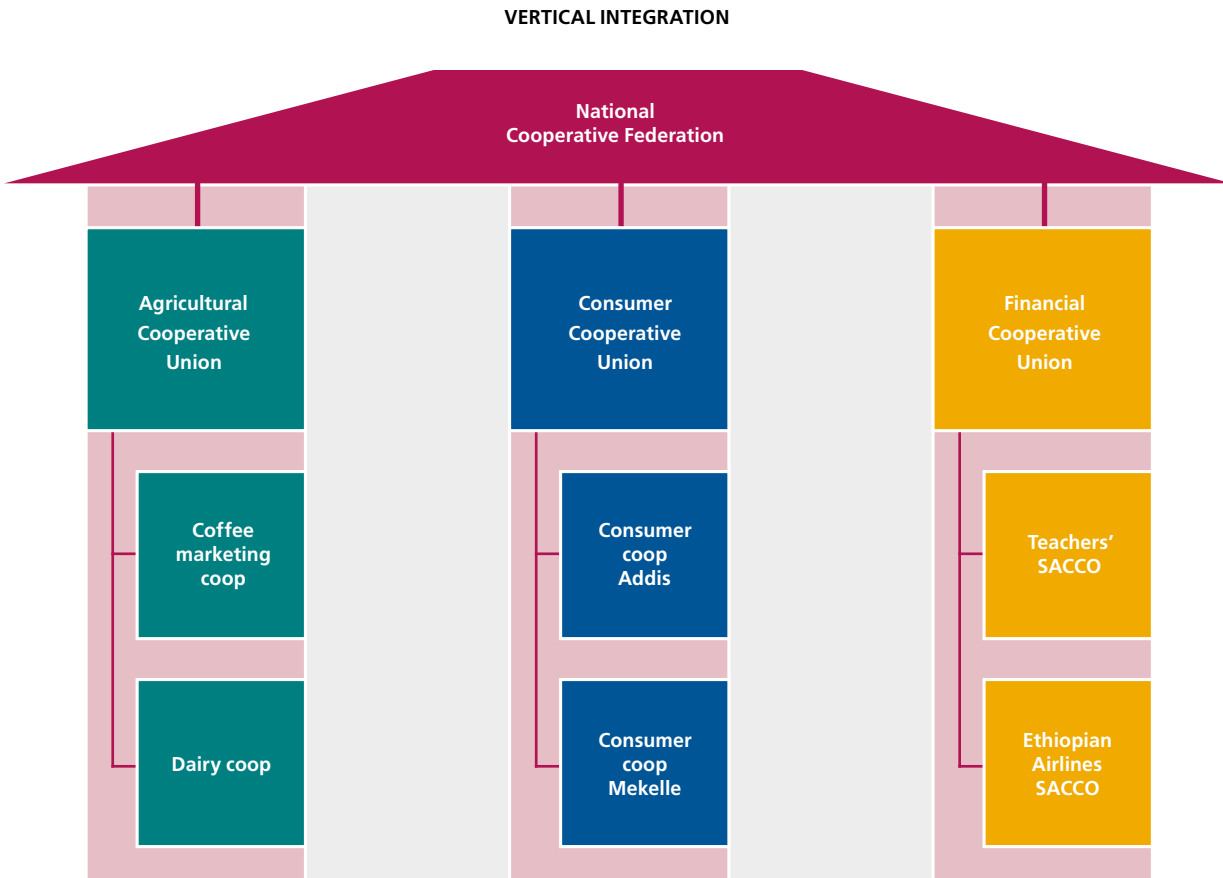 VERTICAL INTEGRATION
National
Cooperative Federation
Agricultural
Cooperative
Union
Consumer
Cooperative
Union
Financial
Cooperative
Union
Coffee
marketing
coop
Consumer
coop
Addis
Teachers’
SACCO
Dairy coop
Consumer
coop
Mekelle
Ethiopian
Airlines
SACCO